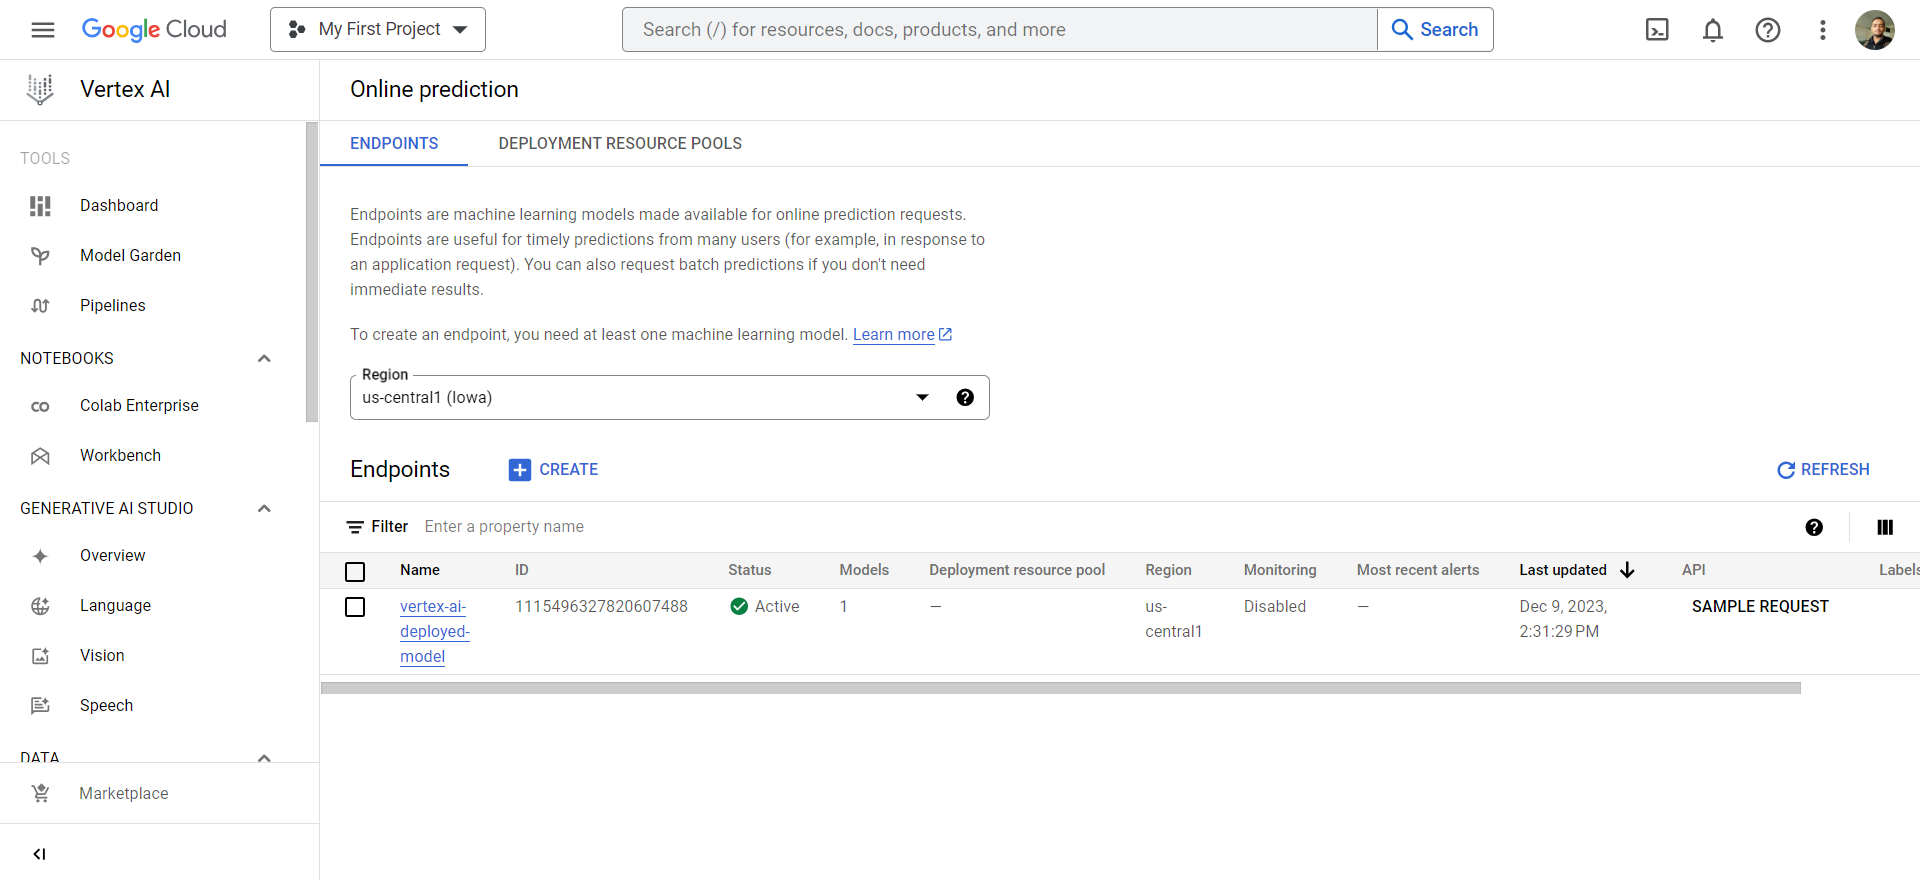 Google Cloud
My First Project
Search (/) for resources, docs, products, and more
Search
Vertex AI
Online prediction
TOOLS
Dashboard
Model Garden
Pipelines
NOTEBOOKS
Colab Enterprise
Workbench
GENERATIVE AI STUDIO
Overview
Language
Vision
Speech
DATA
Marketplace
ENDPOINTS
DEPLOYMENT RESOURCE POOLS
Endpoints are machine learning models made available for online prediction requests.
Endpoints are useful for timely predictions from many users (for example, in response to
an application request). You can also request batch predictions if you don't need
immediate results.
To create an endpoint, you need at least one machine learning model. Learn more
Region
us-central1 (Iowa)
Endpoints
CREATE
REFRESH
Filter
Enter a property name
Name ID Status Models Deployment resource pool Region Monitoring Most recent alerts Last updated API Labels
vertex-ai- 1115496327820607488 Active 1 — us- Disabled — Dec 9, 2023, SAMPLE REQUEST
deployed- central1 2:31:29 PM
model